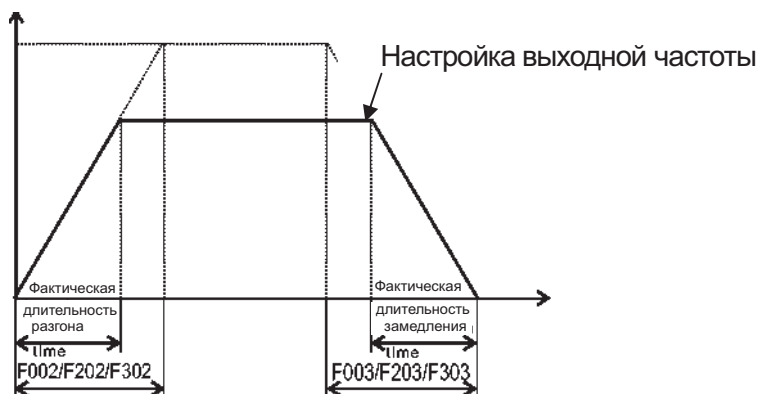 Настройка выходной частоты
Фактическая
длительность
разгона
time
F002/F202/F302
Фактическая
длительность
замедления
time
F003/F203/F303